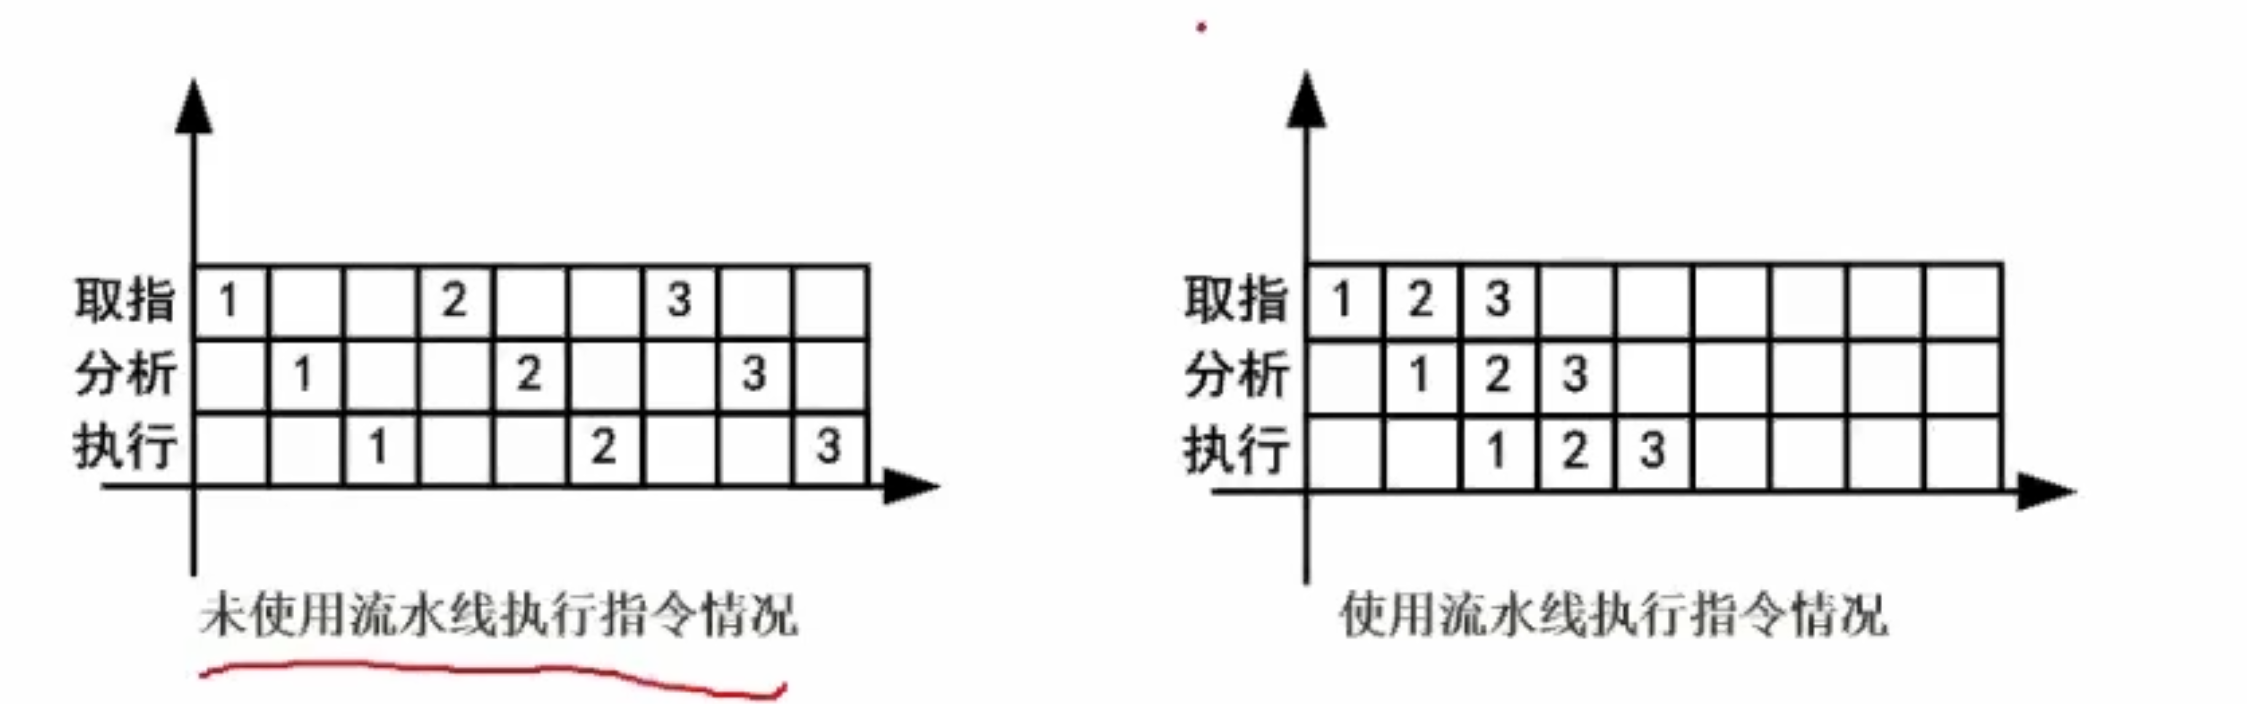 取指 1 2 3
分析 1 2 3
执行 1 2 3
未使用流水线执行指令情况
取指 1 2 3
分析 1 2 3
执行 1 2 3
使用流水线执行指令情况